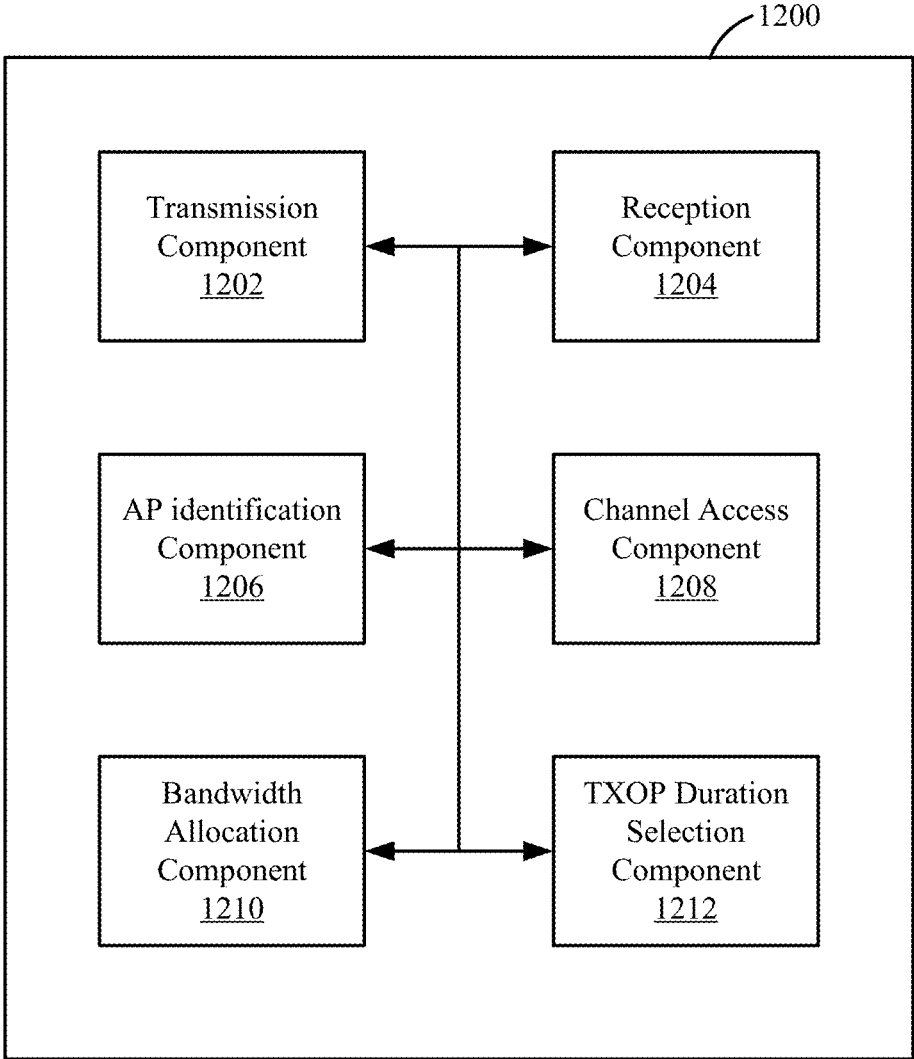 1200
Transmission
Component
1202
Reception
Component
1204
AP identification
Component
1206
Channel Access
Component
1208
Bandwidth
Allocation
Component
1210
TXOP Duration
Selection
Component
1212